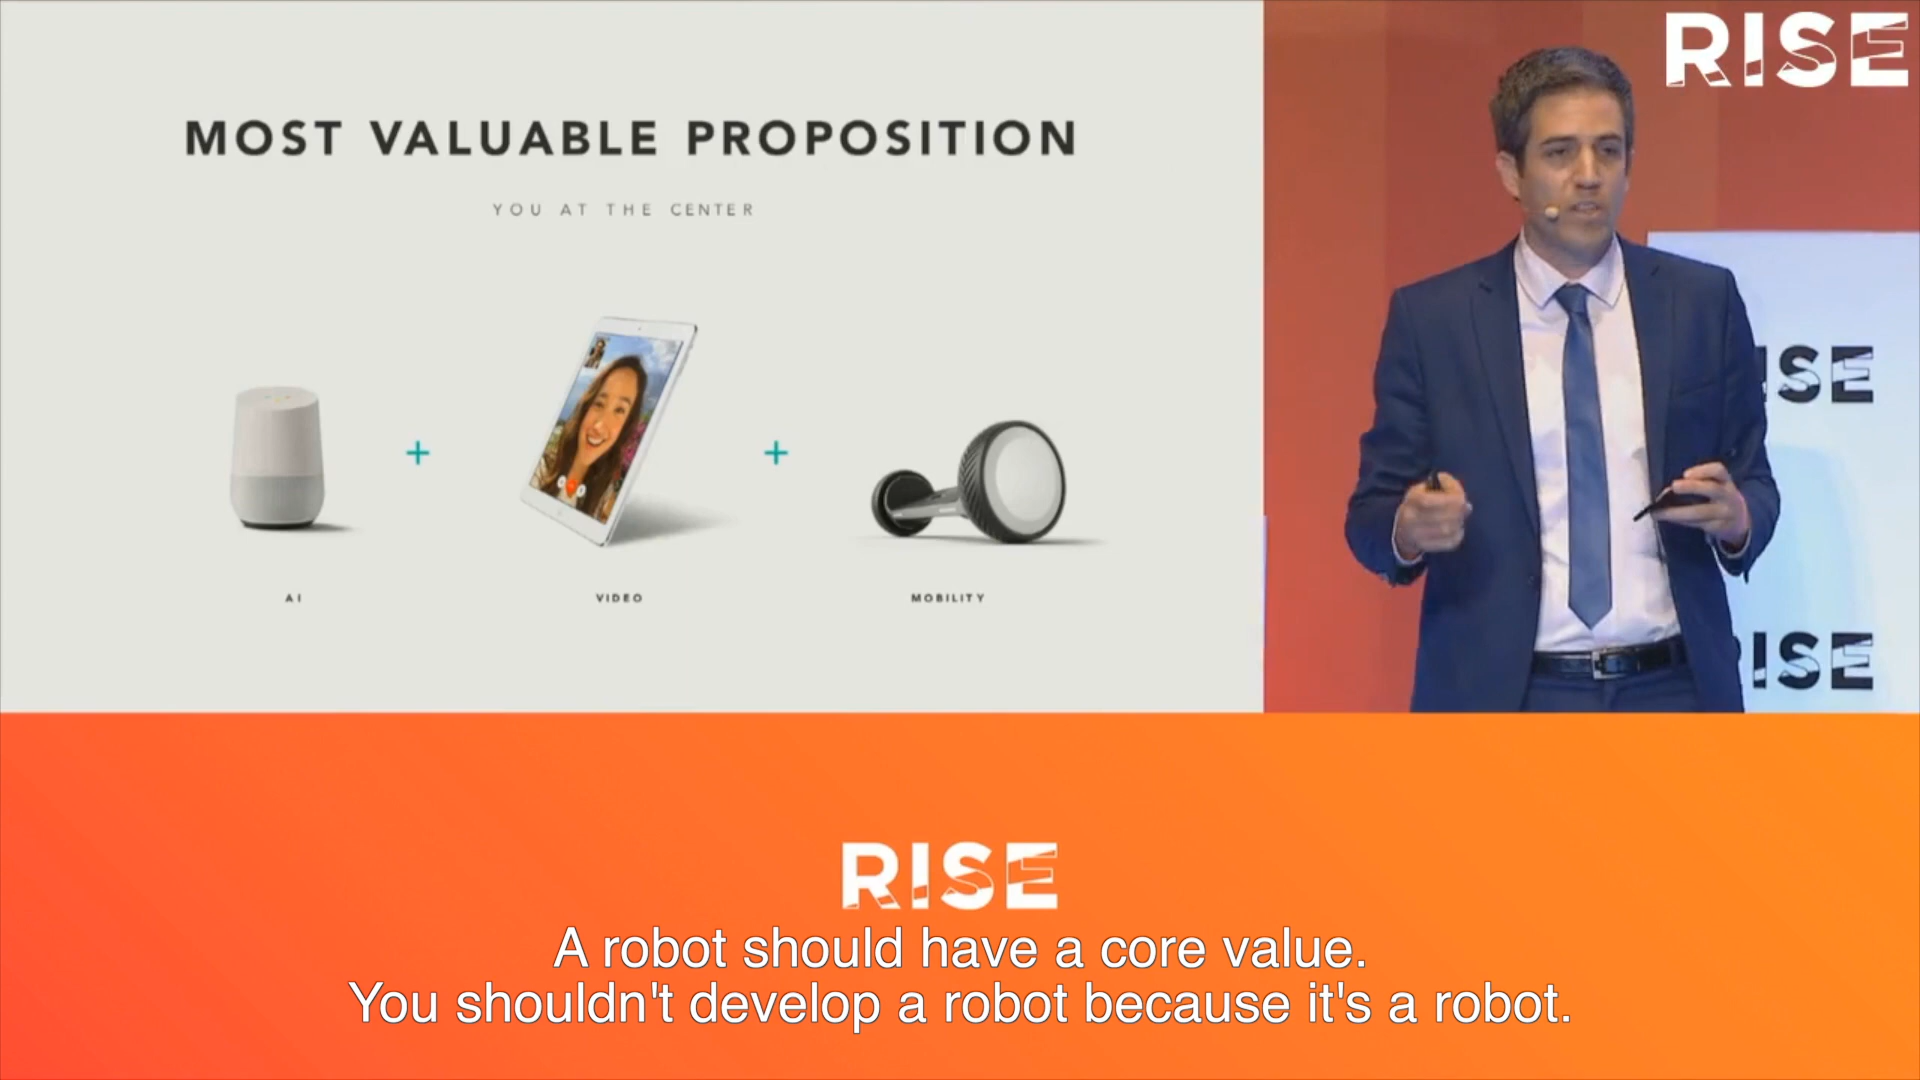 MOST VALUABLE PROPOSITION
YOU AT THE CENTER
AI
VIDEO
MOBILITY
RISE
ISE
ISE
RISE
A robot should have a core value.
You shouldn't develop a robot because it's a robot.